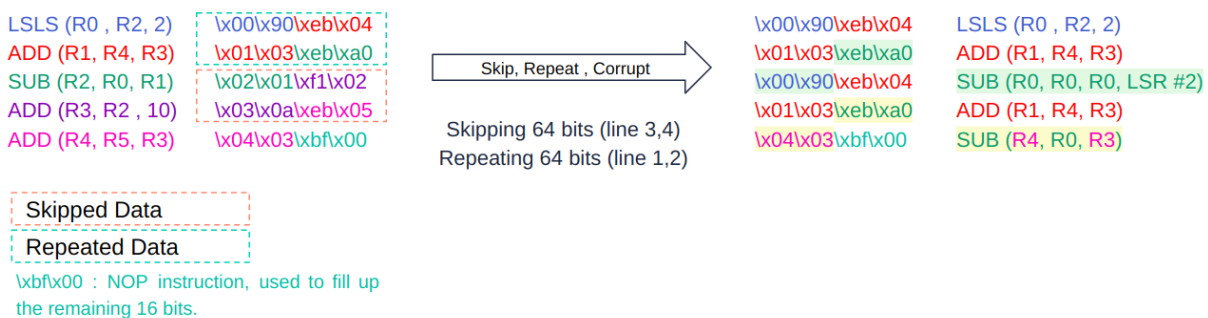 LSLS (R0 , R2, 2) \x00\x90\xeb\x04
ADD (R1, R4, R3) \x01\x03\xeb\xa0
SUB (R2, R0, R1) \x02\x01\xf1\x02
ADD (R3, R2 , 10) \x03\x0a\xeb\x05
ADD (R4, R5, R3) \x04\x03\xbf\x00
Skip, Repeat , Corrupt
Skipping 64 bits (line 3,4)
Repeating 64 bits (line 1,2)
\x00\x90\xeb\x04 LSLS (R0 , R2, 2)
\x01\x03\xeb\xa0 ADD (R1, R4, R3)
\x00\x90\xeb\x04 SUB (R0, R0, R0, LSR #2)
\x01\x03\xeb\xa0 ADD (R1, R4, R3)
\x04\x03\xbf\x00 SUB (R4, R0, R3)
Skipped Data
Repeated Data
\xbf\x00 : NOP instruction, used to fill up
the remaining 16 bits.